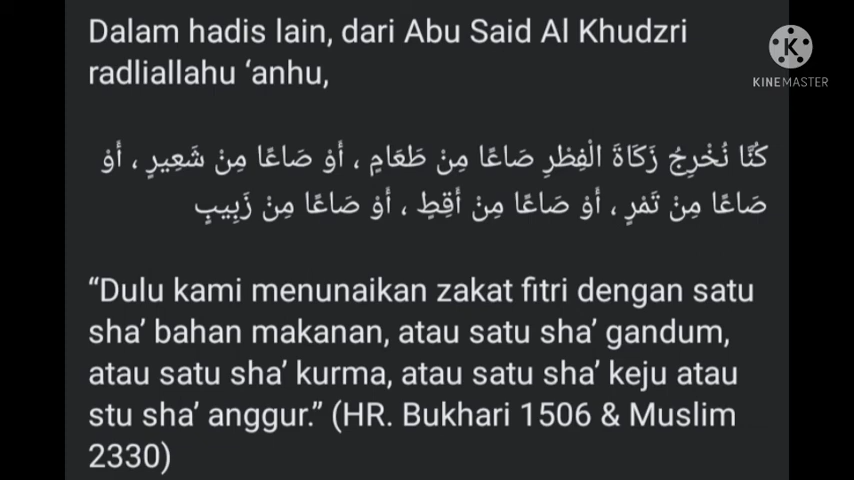 Dalam hadis lain, dari Abu Said Al Khudzri
radliallahu ‘anhu,
كُنَّا نُخْرِجُ زَكَاةَ الْفِطْرِ صَاعًا مِنْ طَعَامٍ ، أَوْ صَاعًا مِنْ شَعِيرٍ ، أَوْ
صَاعًا مِنْ تَمْرٍ ، أَوْ صَاعًا مِنْ أَقِطٍ ، أَوْ صَاعًا مِنْ زَبِيبٍ
“Dulu kami menunaikan zakat fitri dengan satu
sha’ bahan makanan, atau satu sha’ gandum,
atau satu sha’ kurma, atau satu sha’ keju atau
stu sha’ anggur.” (HR. Bukhari 1506 & Muslim
2330)
K
KINEMASTER